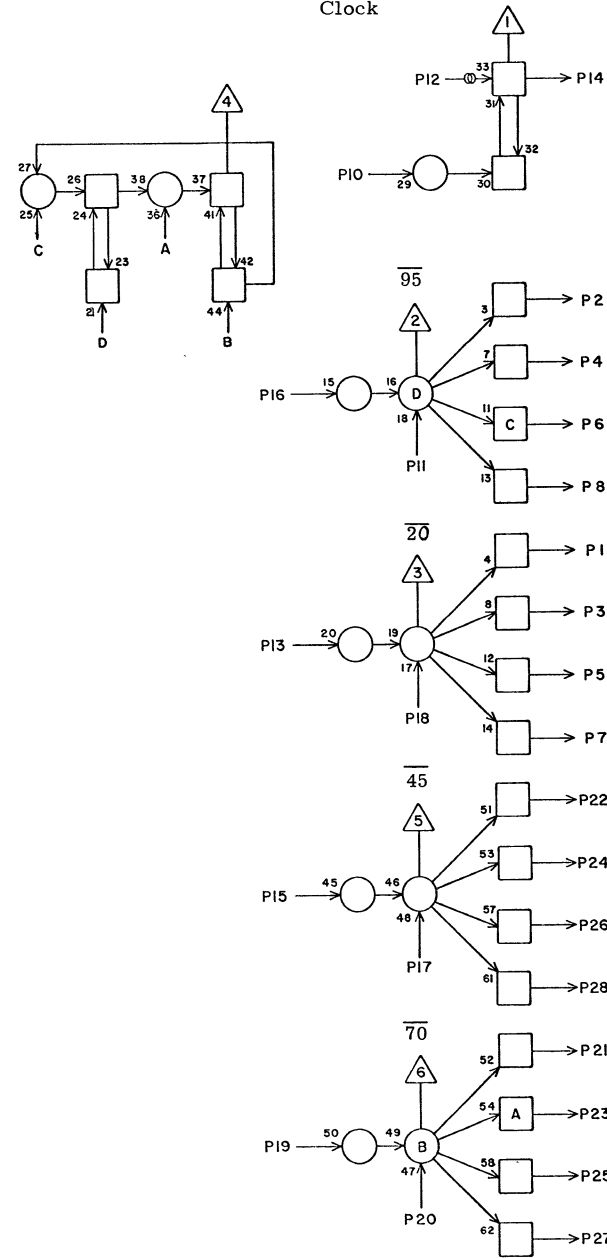 Clock
1
33
P12
P14
31
32
P10
29
30
4
27
26
38
37
25
24
36
41
C
A
23
42
21
44
D
B
95
2
3
P2
7
P4
P16
15
16
D
11
C
P6
18
P11
13
P8
20
3
4
P1
8
P3
P13
20
19
12
P5
17
P18
14
P7
45
5
51
P22
53
P24
P15
45
46
57
P26
48
P17
61
P28
70
6
52
P21
54
A
P23
P19
50
49
B
58
P25
47
P20
62
P27